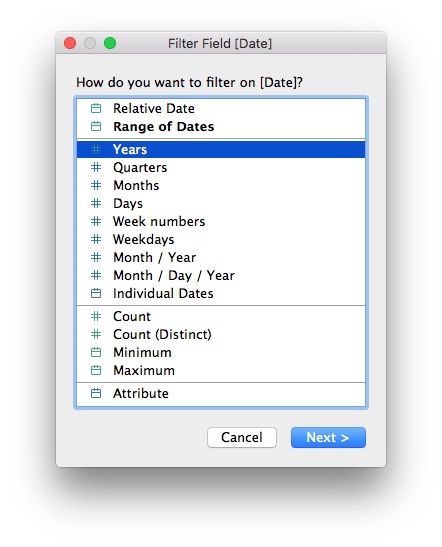 Filter Field [Date]
How do you want to filter on [Date]?
Relative Date
Range of Dates
Years
Quarters
Months
Days
Week numbers
Weekdays
Month / Year
Month / Day / Year
Individual Dates
Count
Count (Distinct)
Minimum
Maximum
Attribute
Cancel
Next >